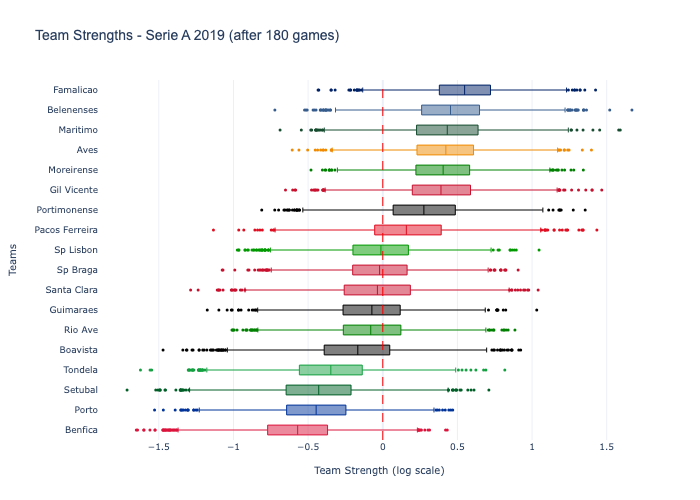 Team Strengths - Serie A 2019 (after 180 games)
Famalicao
Belenenses
Maritimo
Aves
Moreirense
Gil Vicente
Portimonense
Pacos Ferreira
Sp Lisbon
Sp Braga
Santa Clara
Guimaraes
Rio Ave
Boavista
Tondela
Setubal
Porto
Benfica
Teams
−1.5 −1 −0.5 0 0.5 1 1.5
Team Strength (log scale)